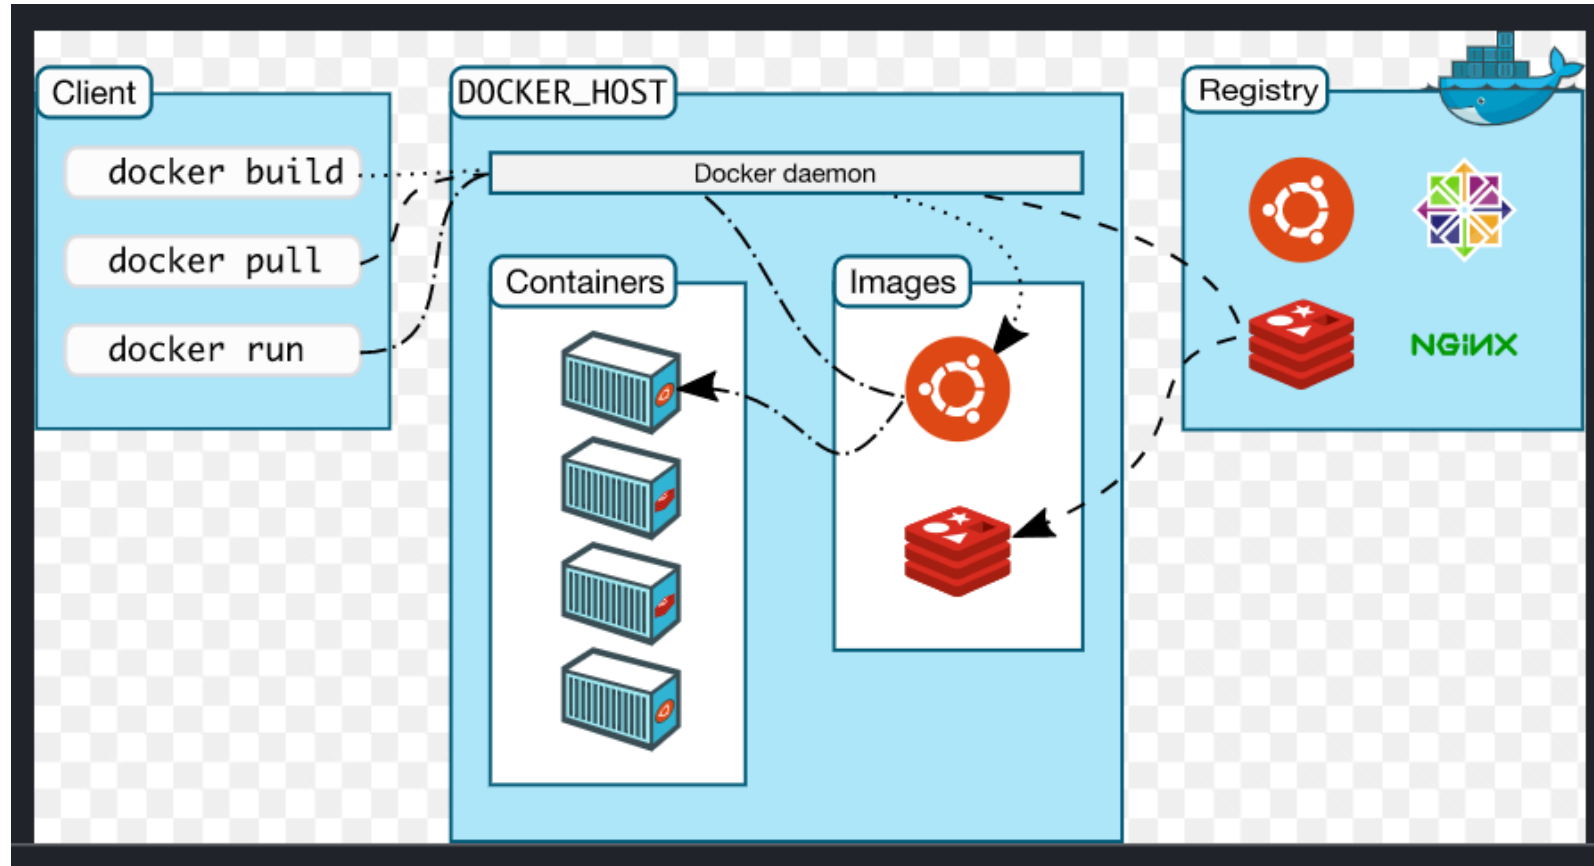 Client
docker build
docker pull
docker run
DOCKER_HOST
Docker daemon
Containers
Images
Registry
NGiNX